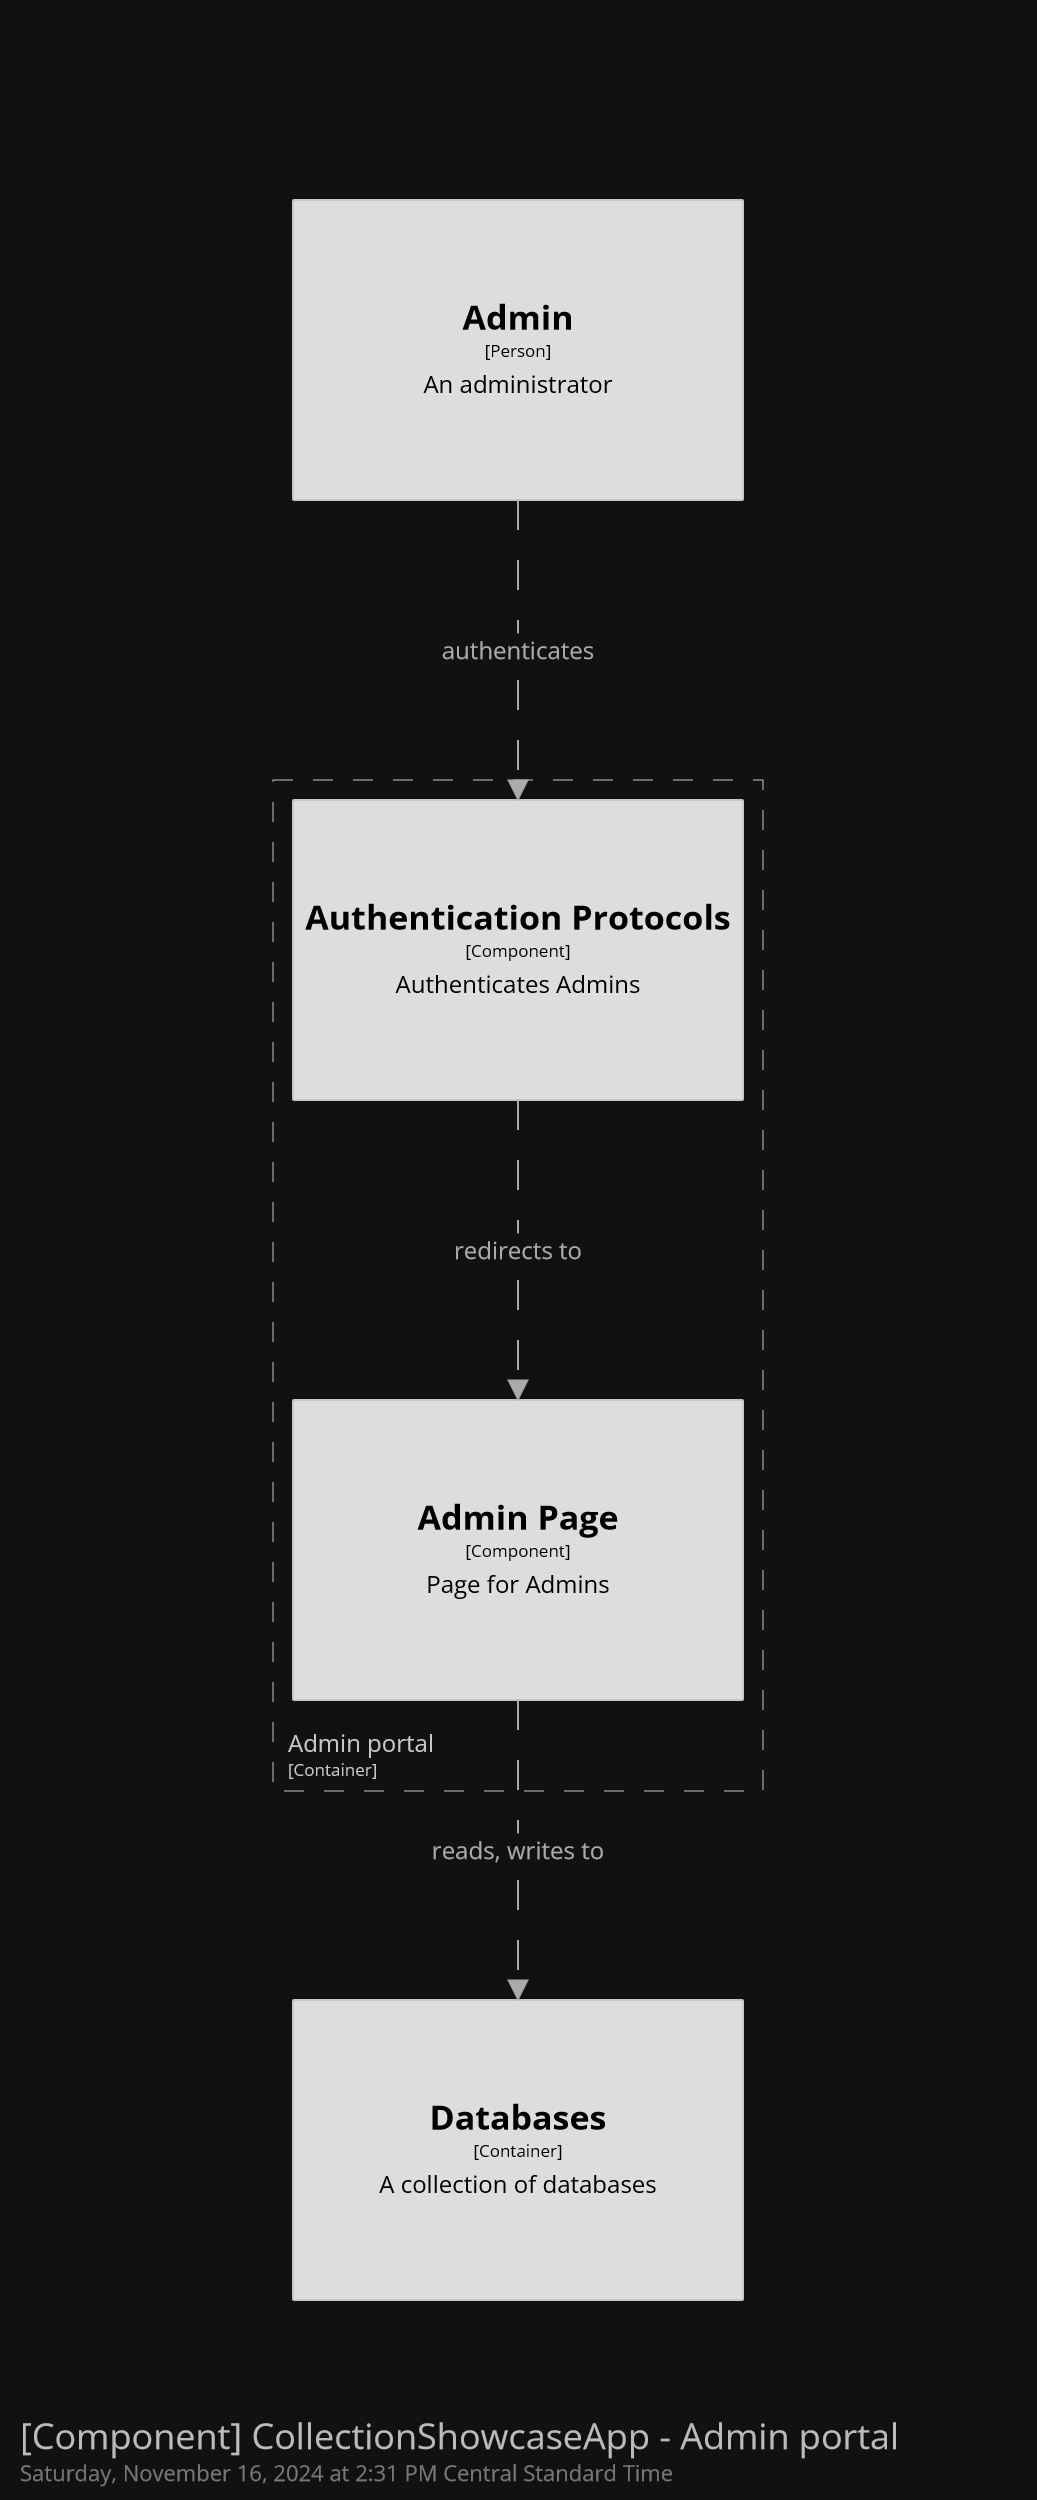 Admin
[Person]
An administrator
authenticates
Authentication Protocols
[Component]
Authenticates Admins
redirects to
Admin Page
[Component]
Page for Admins
Admin portal
[Container]
reads, writes to
Databases
[Container]
A collection of databases
[Component] CollectionShowcaseApp - Admin portal
Saturday, November 16, 2024 at 2:31 PM Central Standard Time